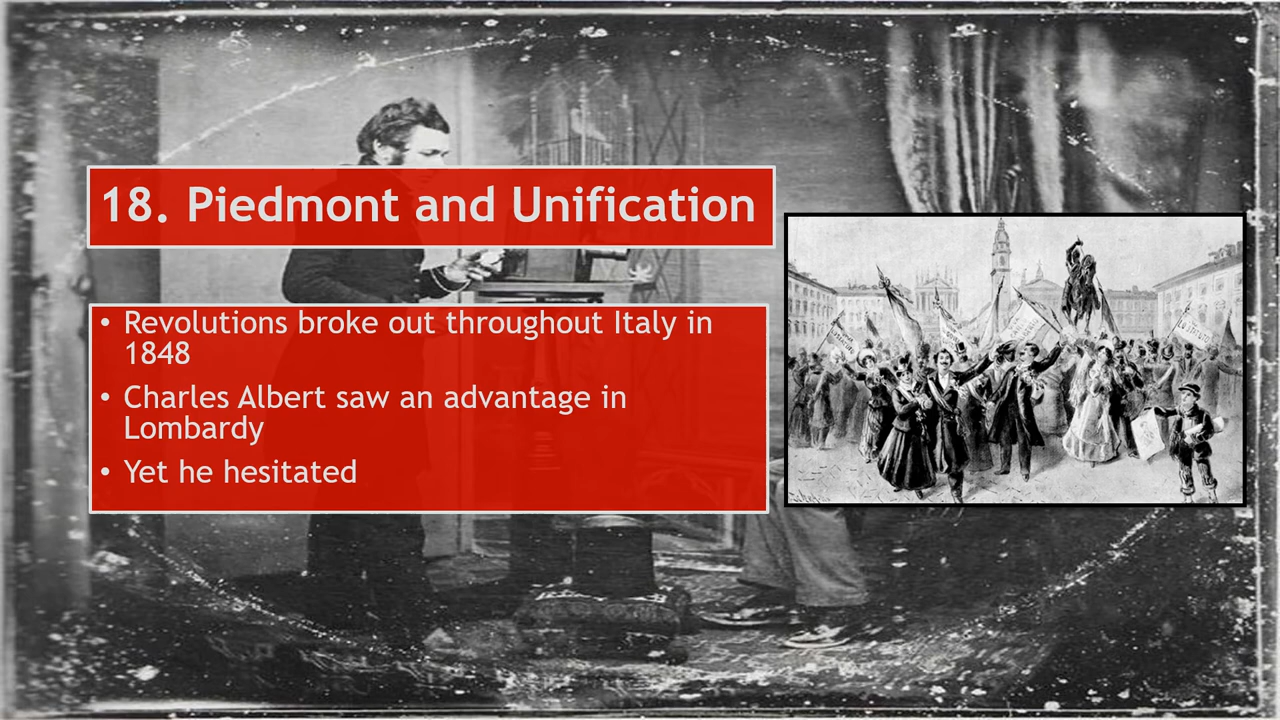 18. Piedmont and Unification
• Revolutions broke out throughout Italy in
1848
• Charles Albert saw an advantage in
Lombardy
• Yet he hesitated